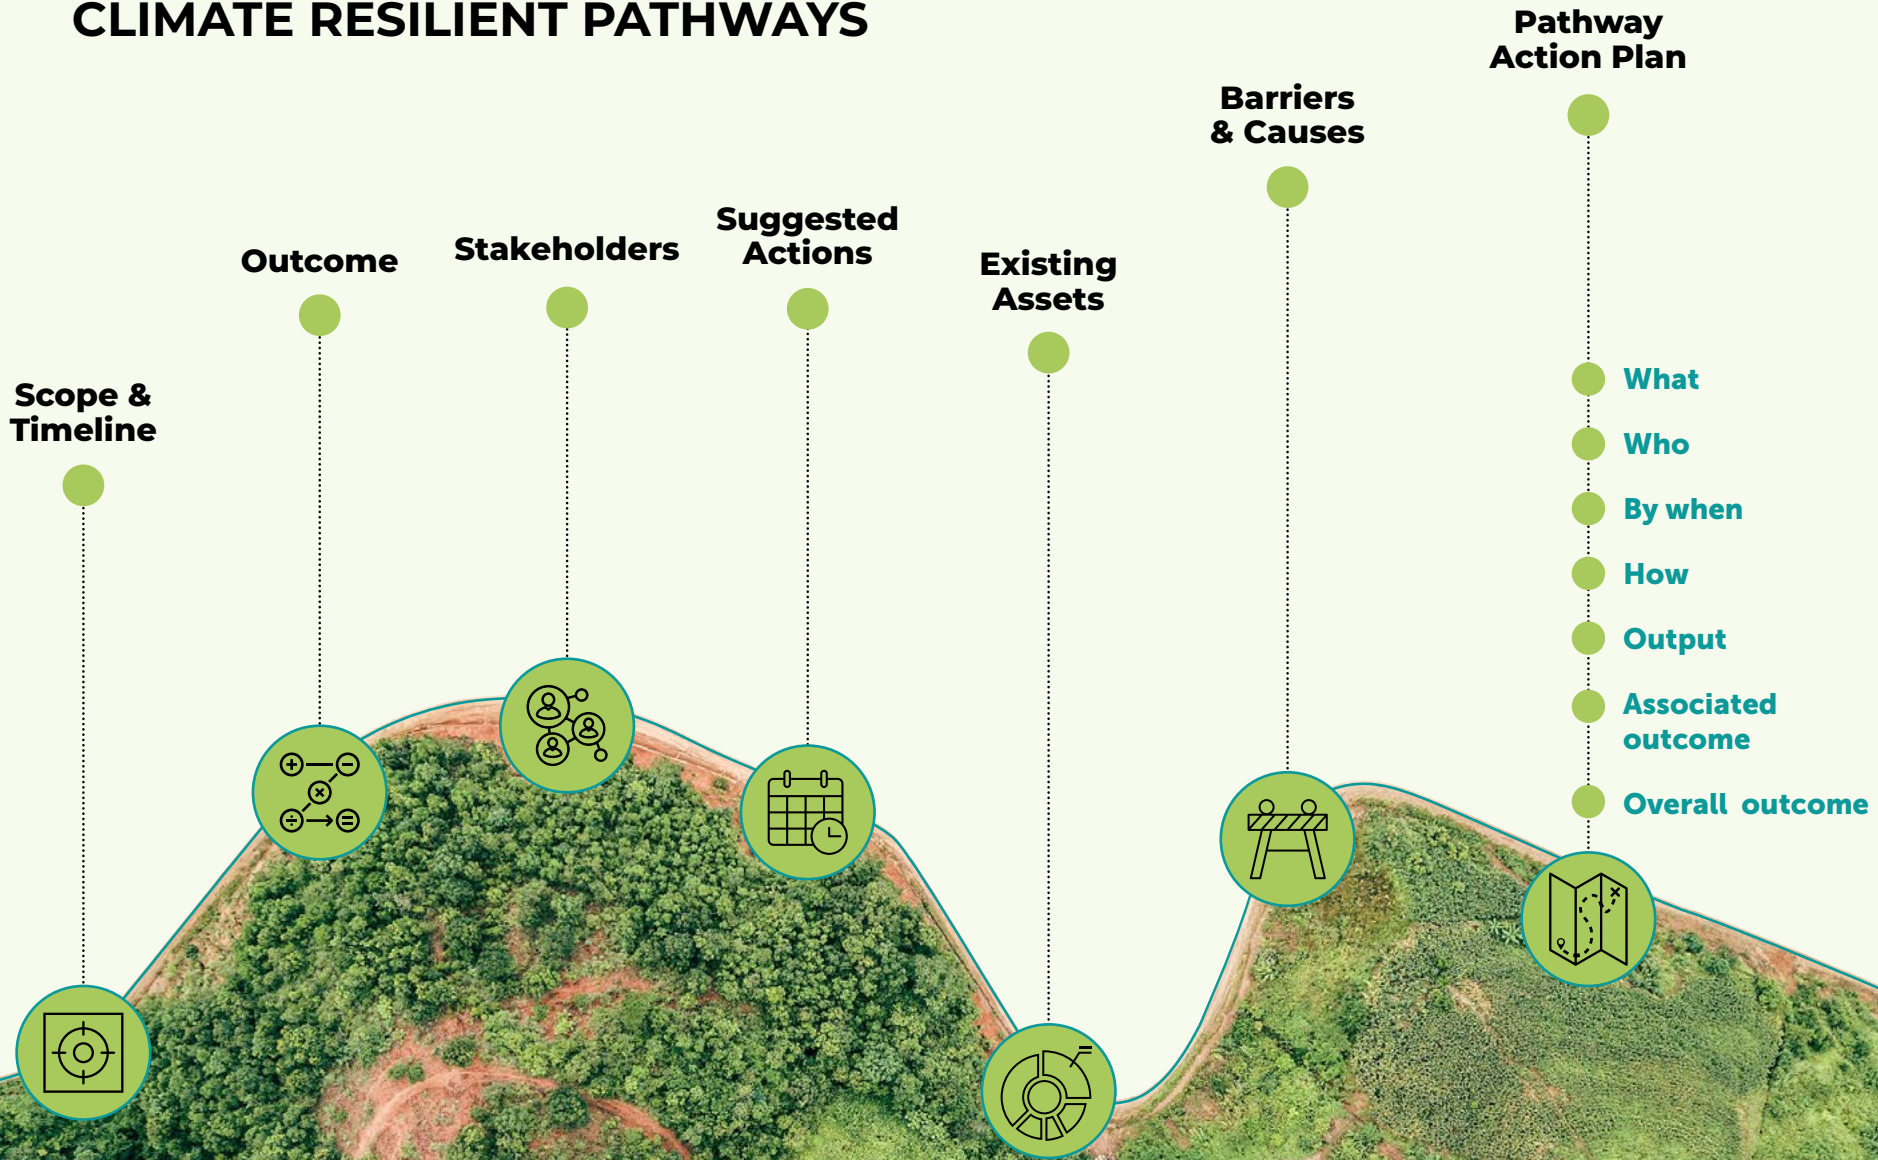 CLIMATE RESILIENT PATHWAYS
Scope &
Timeline
Outcome
Stakeholders
Suggested
Actions
Existing
Assets
Barriers
& Causes
Pathway
Action Plan
What
Who
By when
How
Output
Associated
outcome
Overall outcome